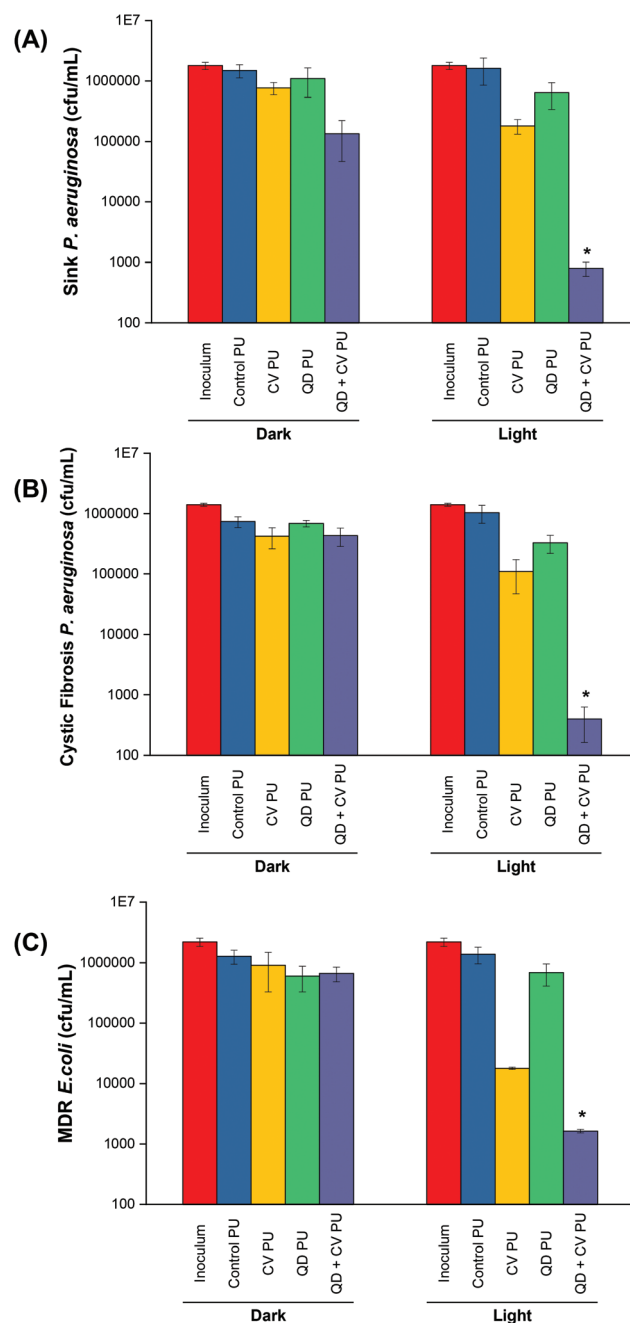 (A)
Sink P. aeruginosa (cfu/mL)
1E7
1000000
100000
10000
1000
100
*
Inoculum
Control PU
CV PU
QD PU
QD + CV PU
Inoculum
Control PU
CV PU
QD PU
QD + CV PU
Dark
Light
(B)
Cystic Fibrosis P. aeruginosa (cfu/mL)
1E7
1000000
100000
10000
1000
100
*
Inoculum
Control PU
CV PU
QD PU
QD + CV PU
Inoculum
Control PU
CV PU
QD PU
QD + CV PU
Dark
Light
(C)
MDR E.coli (cfu/mL)
1E7
1000000
100000
10000
1000
100
*
Inoculum
Control PU
CV PU
QD PU
QD + CV PU
Inoculum
Control PU
CV PU
QD PU
QD + CV PU
Dark
Light